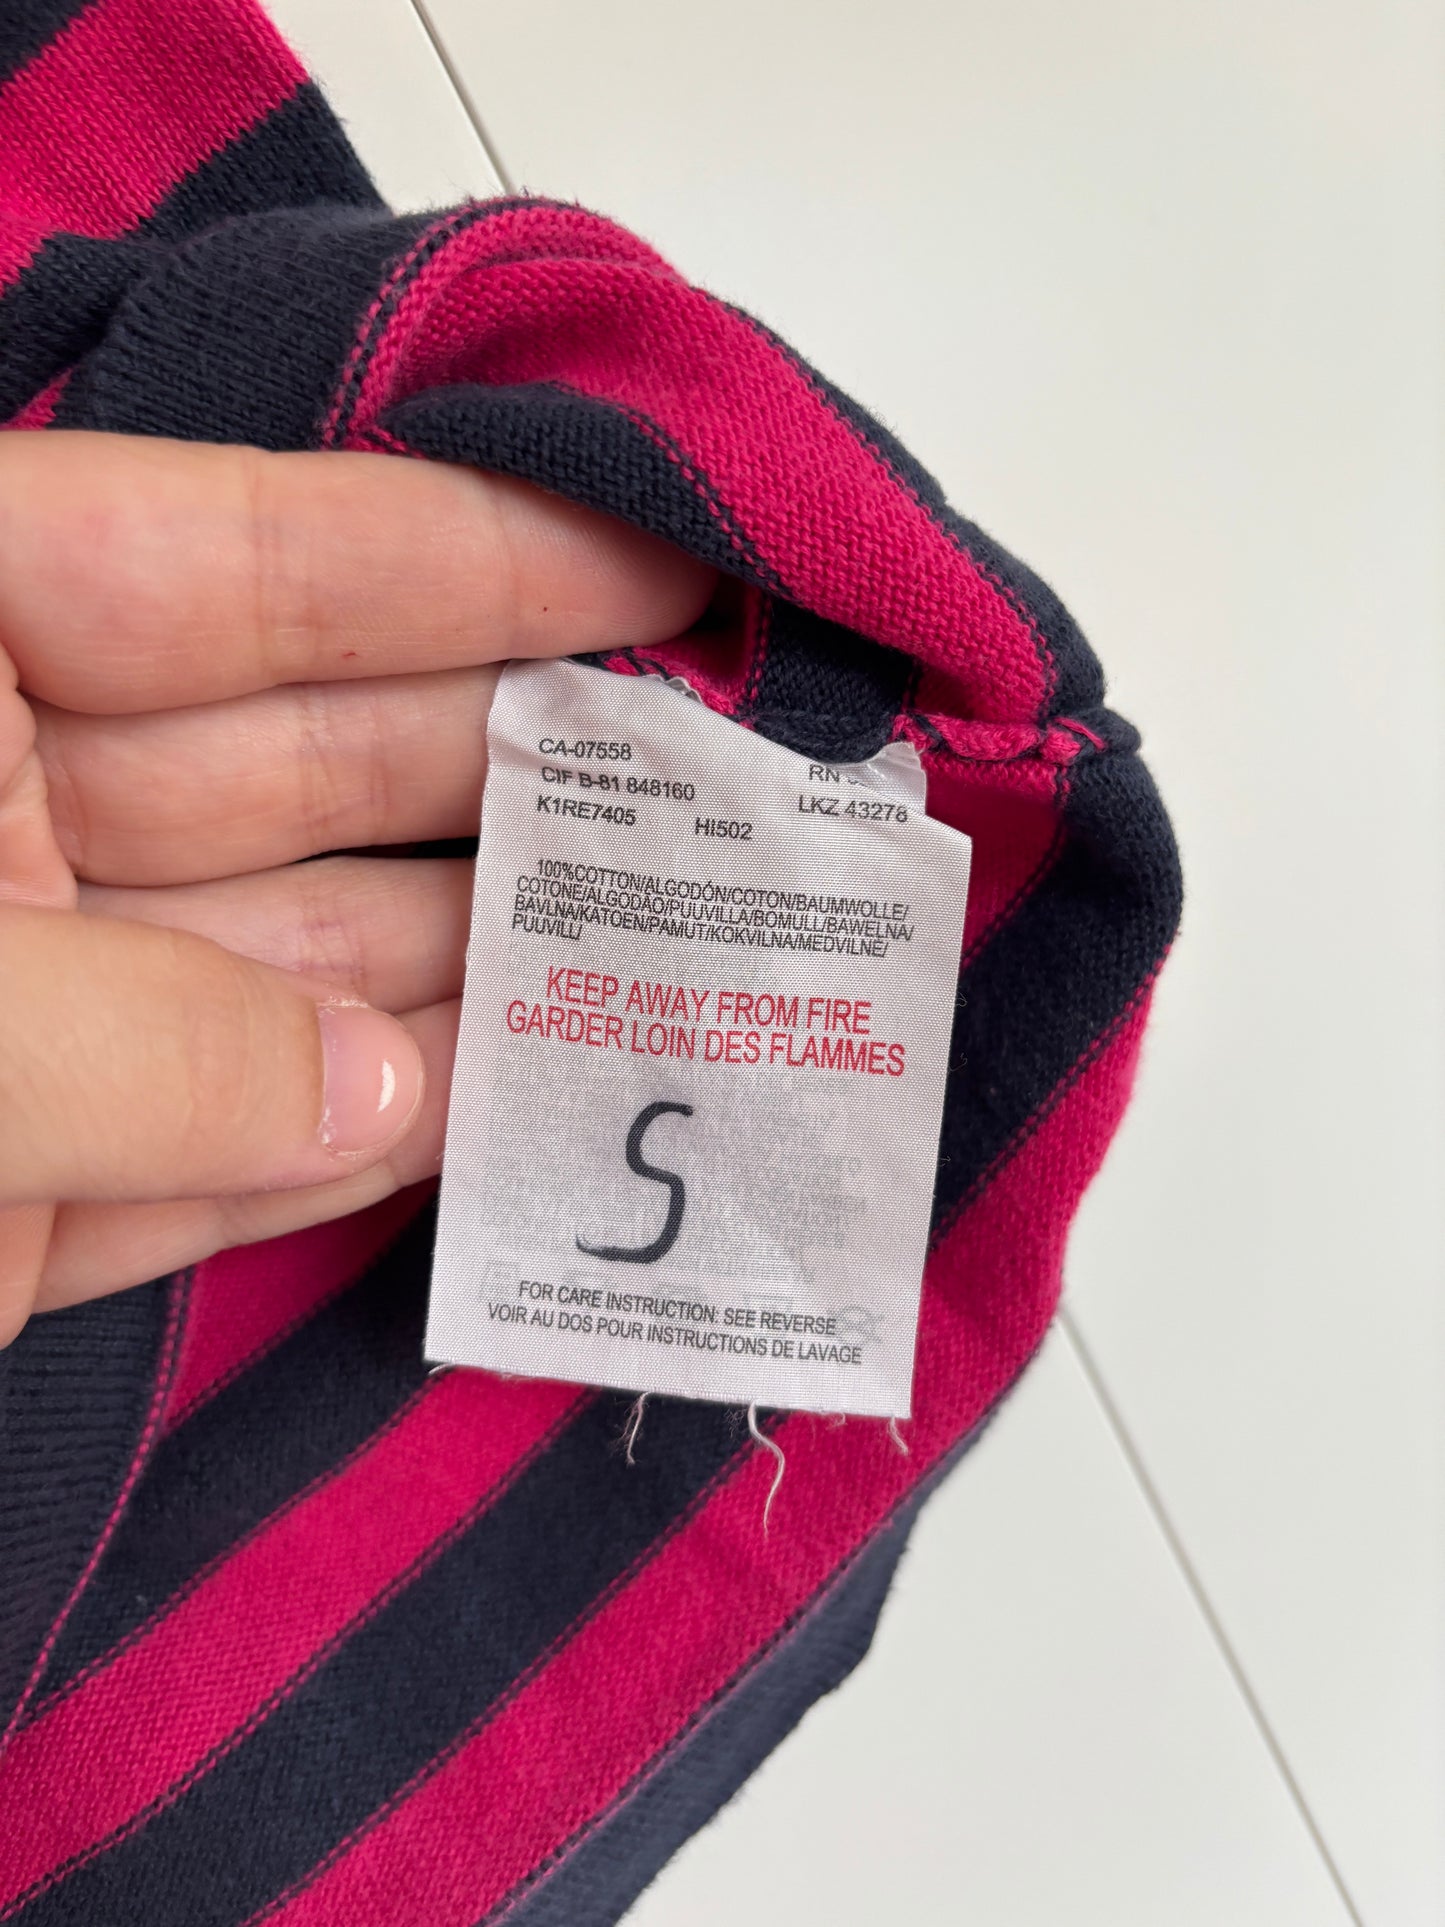 CA-07558
RN
CIF B-81 848160
LKZ 43278
K1RE7405
HI502
100%COTTON/ALGODÓN/COTON/BAUMWOLLE/
COTONE/ALGODÃO/PUUVILLA/BOMULL/BAWEŁNA/
BAVLNA/KATOEN/PAMUT/KOKVILNA/MEDVILNĖ/
PUUVILL/
KEEP AWAY FROM FIRE
GARDER LOIN DES FLAMMES
S
FOR CARE INSTRUCTION: SEE REVERSE
VOIR AU DOS POUR INSTRUCTIONS DE LAVAGE